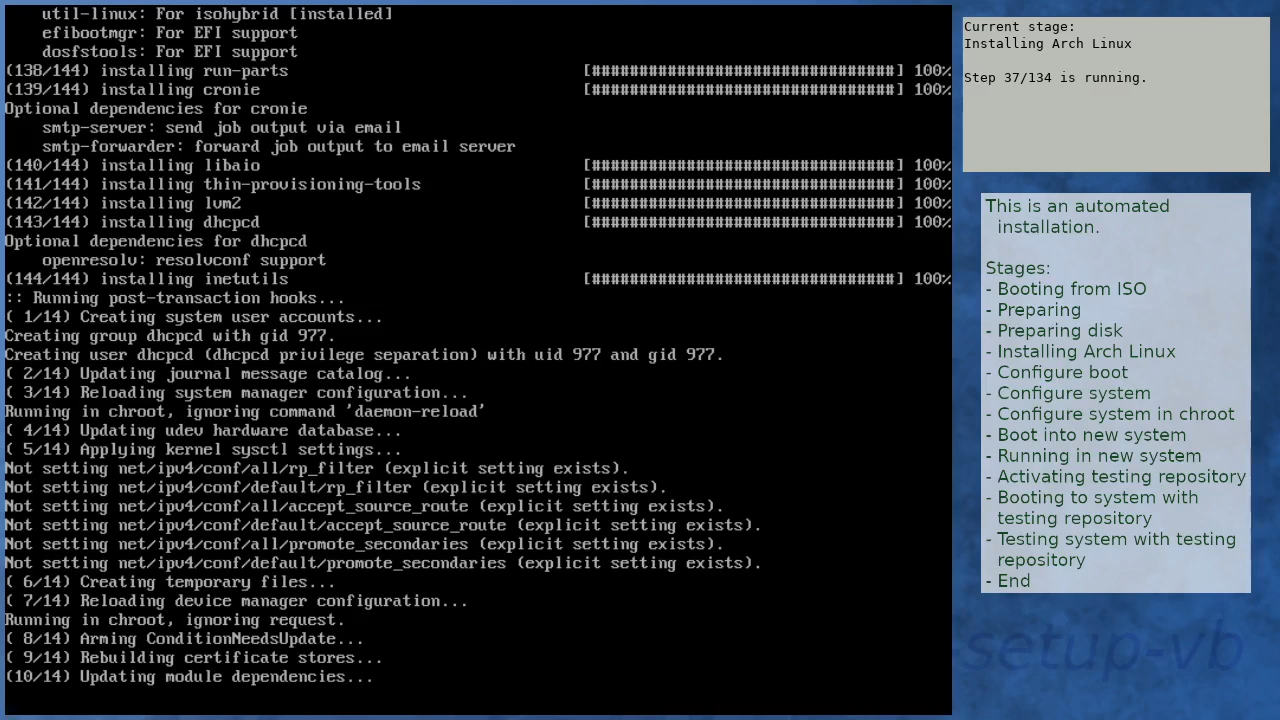 util-linux: For isohybrid [installed]
    efibootmgr: For EFI support
    dosfstools: For EFI support
(138/144) installing run-parts [################################] 100%
(139/144) installing cronie [################################] 100%
Optional dependencies for cronie
    smtp-server: send job output via email
    smtp-forwarder: forward job output to email server
(140/144) installing libaio [################################] 100%
(141/144) installing thin-provisioning-tools [################################] 100%
(142/144) installing lvm2 [################################] 100%
(143/144) installing dhcpcd [################################] 100%
Optional dependencies for dhcpcd
    openresolv: resolvconf support
(144/144) installing inetutils [################################] 100%
:: Running post-transaction hooks...
( 1/14) Creating system user accounts...
Creating group dhcpcd with gid 977.
Creating user dhcpcd (dhcpcd privilege separation) with uid 977 and gid 977.
( 2/14) Updating journal message catalog...
( 3/14) Reloading system manager configuration...
Running in chroot, ignoring command 'daemon-reload'
( 4/14) Updating udev hardware database...
( 5/14) Applying kernel sysctl settings...
Not setting net/ipv4/conf/all/rp_filter (explicit setting exists).
Not setting net/ipv4/conf/default/rp_filter (explicit setting exists).
Not setting net/ipv4/conf/all/accept_source_route (explicit setting exists).
Not setting net/ipv4/conf/default/accept_source_route (explicit setting exists).
Not setting net/ipv4/conf/all/promote_secondaries (explicit setting exists).
Not setting net/ipv4/conf/default/promote_secondaries (explicit setting exists).
( 6/14) Creating temporary files...
( 7/14) Reloading device manager configuration...
Running in chroot, ignoring request.
( 8/14) Arming ConditionNeedsUpdate...
( 9/14) Rebuilding certificate stores...
(10/14) Updating module dependencies...
Current stage:
Installing Arch Linux
Step 37/134 is running.
This is an automated
installation.
Stages:
- Booting from ISO
- Preparing
- Preparing disk
- Installing Arch Linux
- Configure boot
- Configure system
- Configure system in chroot
- Boot into new system
- Running in new system
- Activating testing repository
- Booting to system with
testing repository
- Testing system with testing
repository
- End
setup-vb